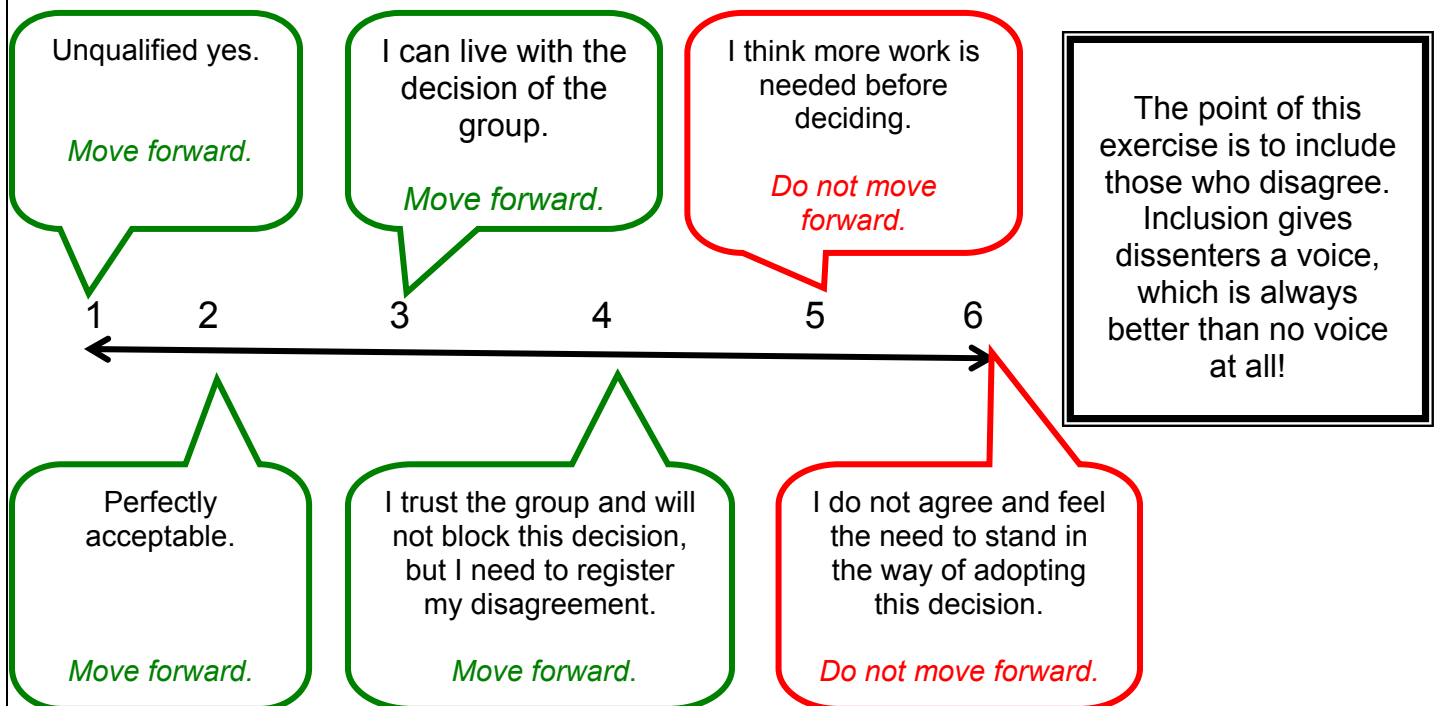 Unqualified yes.
Move forward.
I can live with the
decision of the
group.
Move forward.
I think more work is
needed before
deciding.
Do not move
forward.
The point of this
exercise is to include
those who disagree.
Inclusion gives
dissenters a voice,
which is always
better than no voice
at all!
1 2 3 4 5 6
Perfectly
acceptable.
Move forward.
I trust the group and will
not block this decision,
but I need to register
my disagreement.
Move forward.
I do not agree and feel
the need to stand in
the way of adopting
this decision.
Do not move forward.